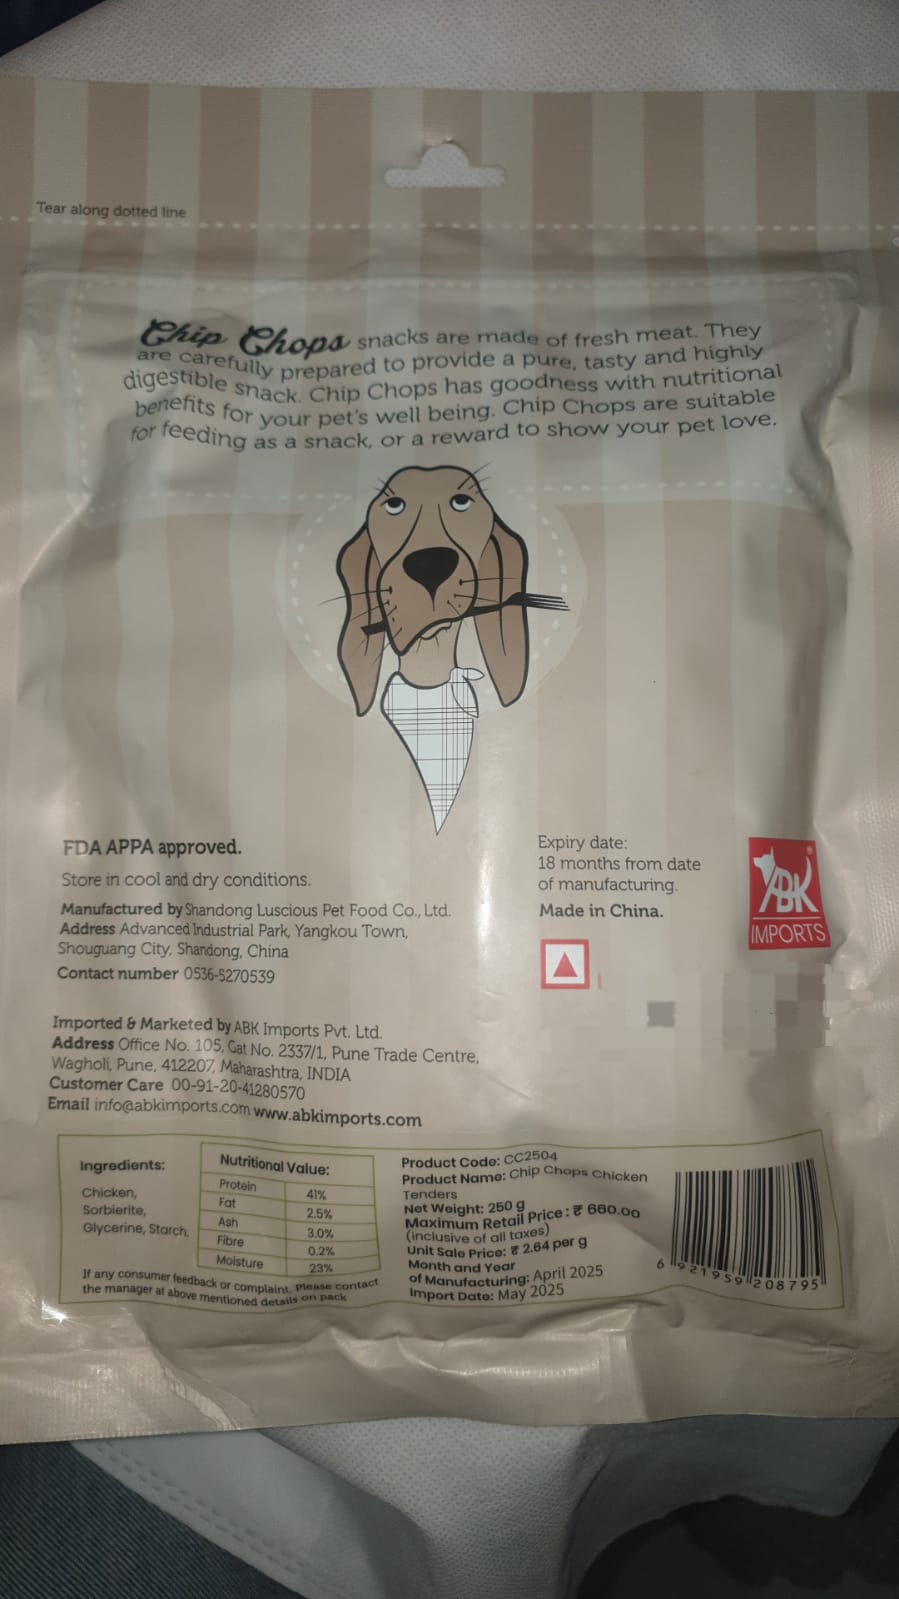 Tear along dotted line
Chip Chops snacks are made of fresh meat. They
are carefully prepared to provide a pure, tasty and highly
digestible snack. Chip Chops has goodness with nutritional
benefits for your pet's well being. Chip Chops are suitable
for feeding as a snack, or a reward to show your pet love.
FDA APPA approved.
Store in cool and dry conditions.
Manufactured by Shandong Luscious Pet Food Co., Ltd.
Address Advanced Industrial Park, Yangkou Town,
Shouguang City, Shandong, China
Contact number 0536-5270539
Expiry date:
18 months from date
of manufacturing.
Made in China.
ABK®
IMPORTS
Imported & Marketed by ABK Imports Pvt. Ltd.
Address Office No. 105, Gat No. 2337/1, Pune Trade Centre,
Wagholi, Pune, 412207, Maharashtra, INDIA
Customer Care 00-91-20-41280570
Email info@abkimports.com www.abkimports.com
Ingredients:
Chicken,
Sorbierite,
Glycerine, Starch.
Nutritional Value:
Protein 41%
Fat 2.5%
Ash 3.0%
Fibre 0.2%
Moisture 23%
If any consumer feedback or complaint. Please contact
the manager at above mentioned details on pack
Product Code: CC2504
Product Name: Chip Chops Chicken
Tenders
Net Weight: 250 g
Maximum Retail Price : ₹ 660.00
(inclusive of all taxes)
Unit Sale Price: ₹ 2.64 per g
Month and Year
of Manufacturing: April 2025
Import Date: May 2025
6 921959 208795